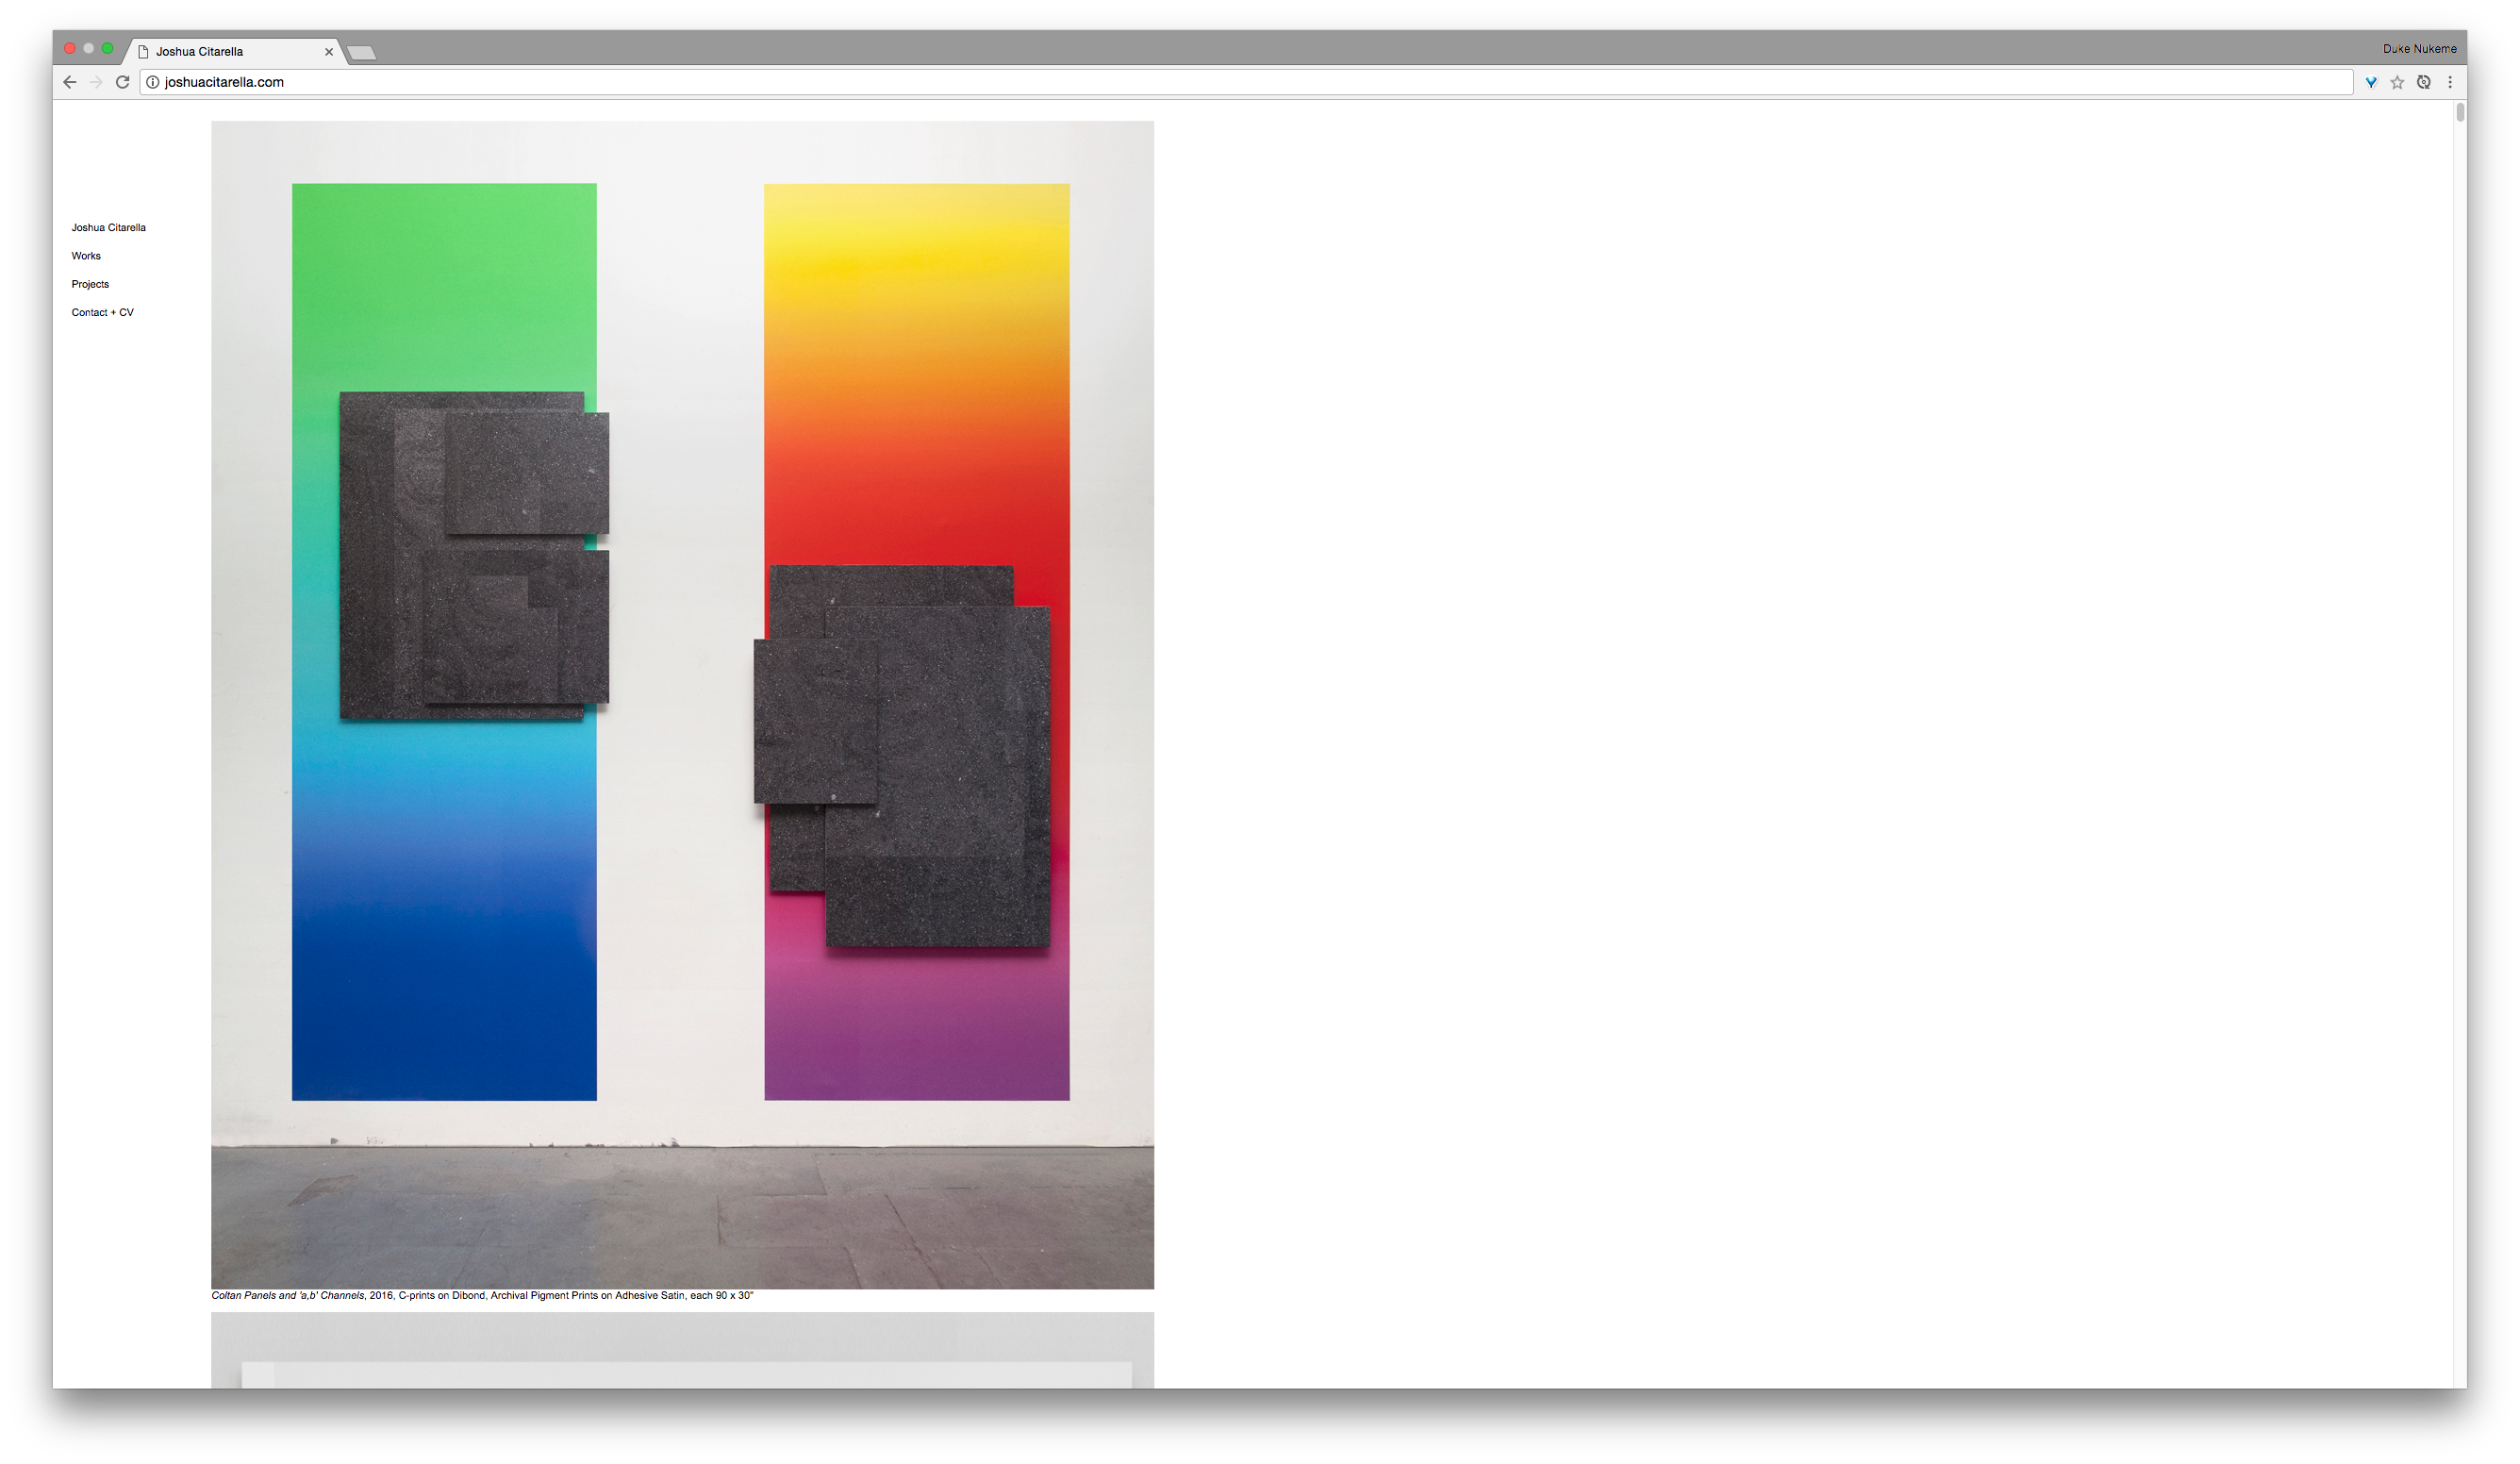 Joshua Citarella
Duke Nukeme
joshuacitarella.com
Joshua Citarella
Works
Projects
Contact + CV
Coltan Panels and 'a,b' Channels, 2016, C-prints on Dibond, Archival Pigment Prints on Adhesive Satin, each 90 x 30"